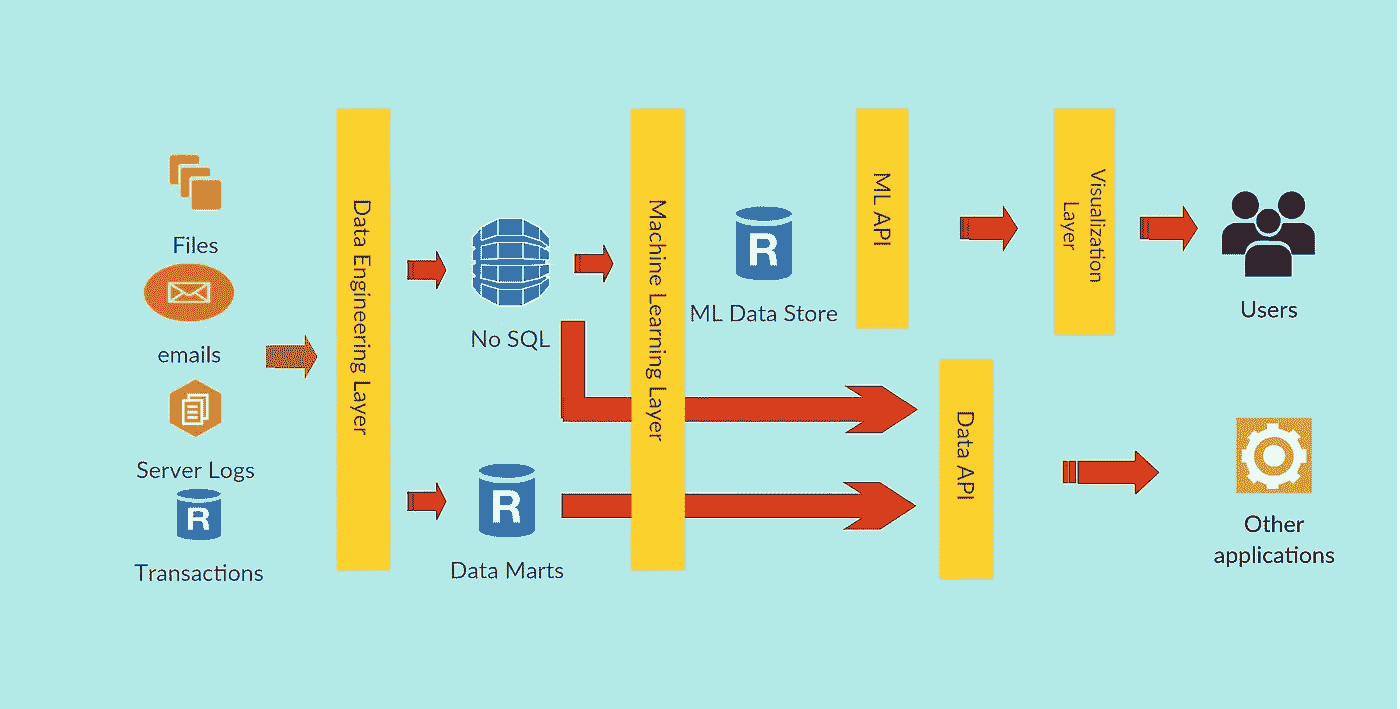 Files
emails
Server Logs
R
Transactions
Data Engineering Layer
No SQL
R
Data Marts
Machine Learning Layer
R
ML Data Store
ML API
Data API
Visualization
Layer
Users
Other
applications